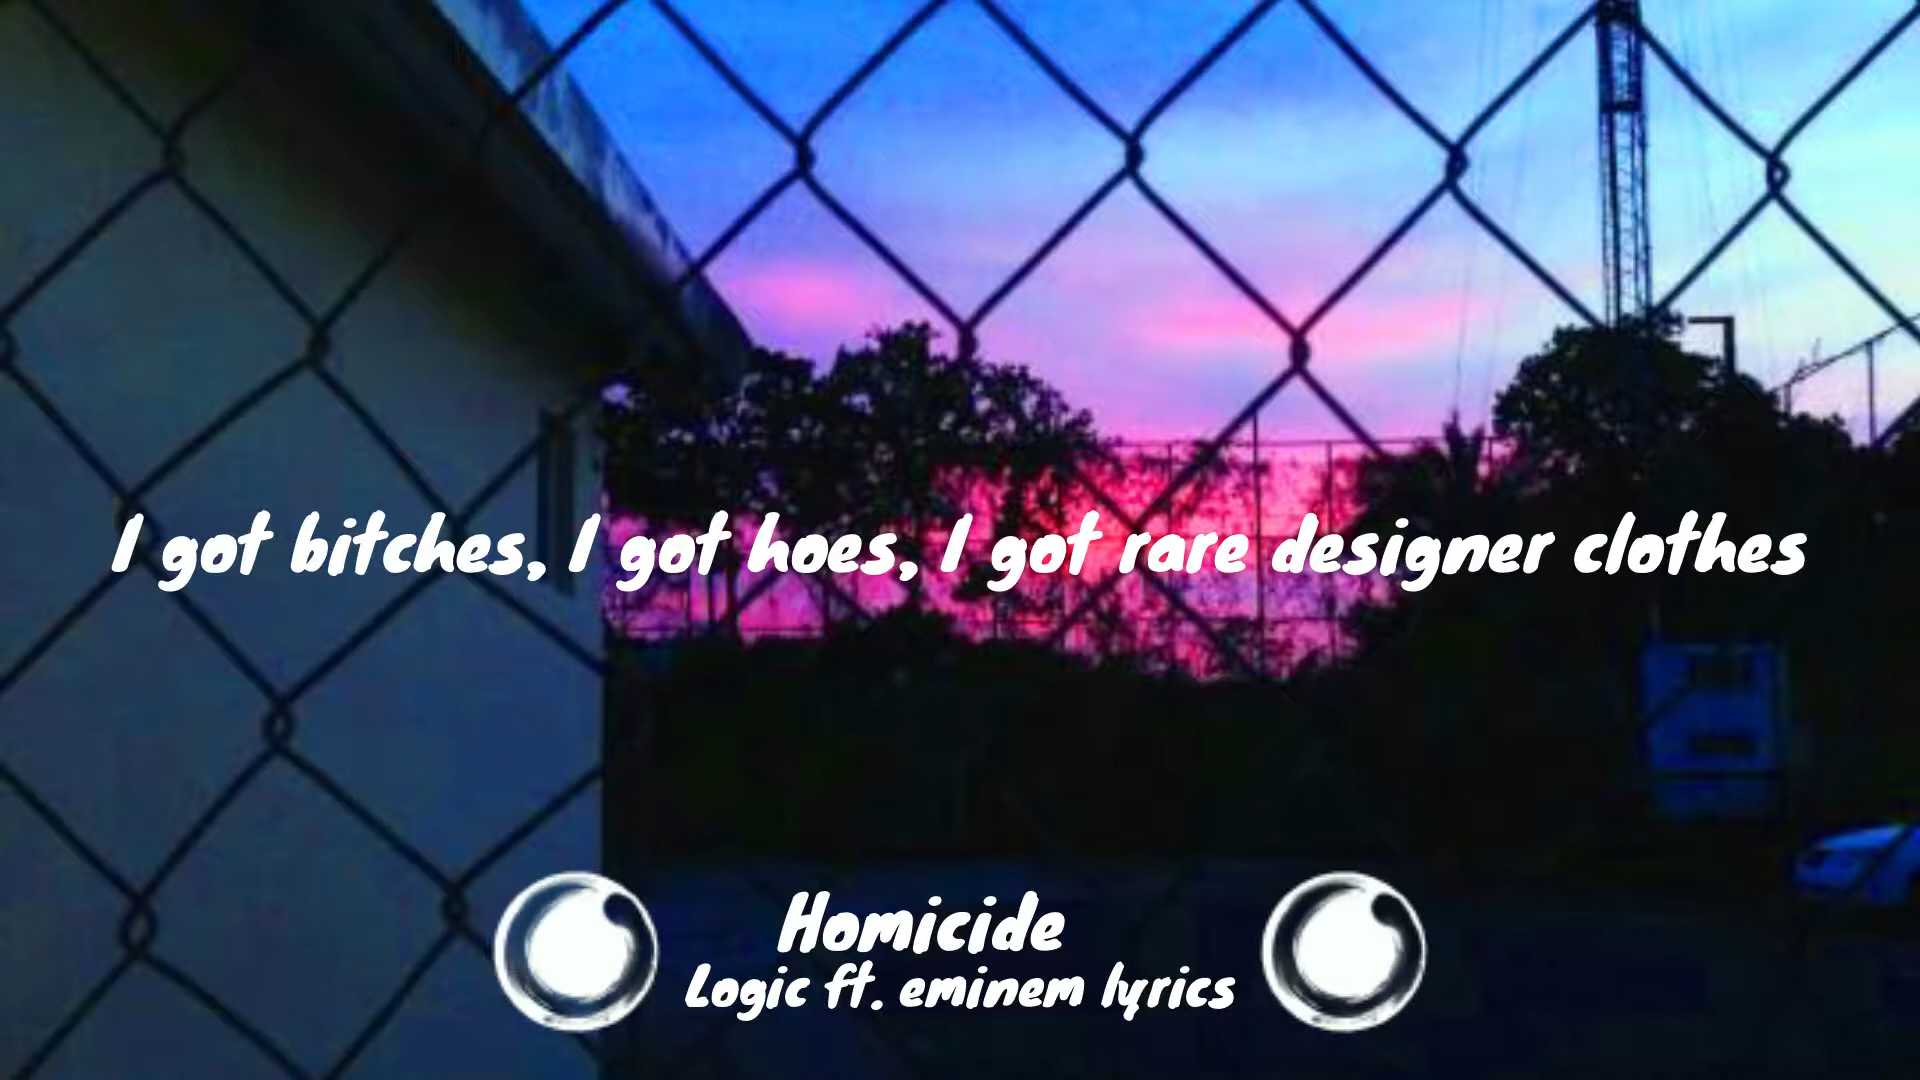 I got bitches, I got hoes, I got rare designer clothes
Homicide
Logic ft. eminem lyrics